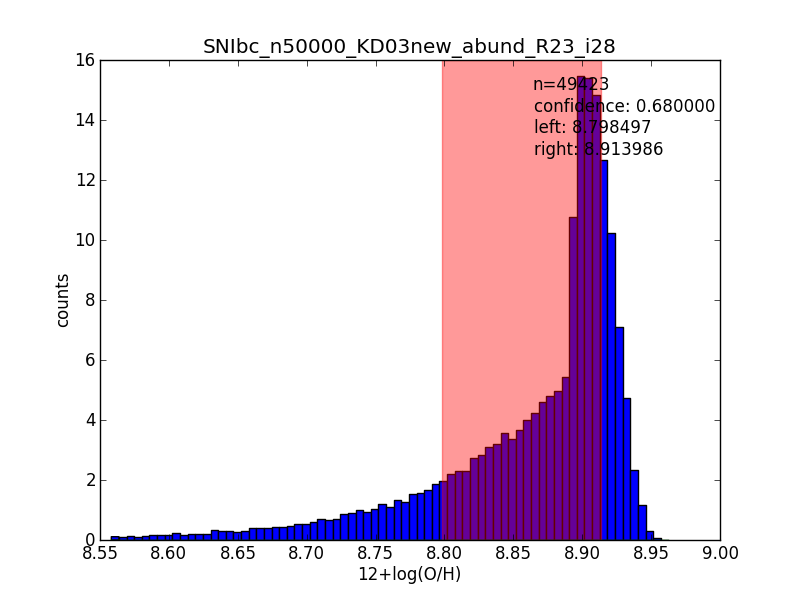 SNIbc_n50000_KD03new_abund_R23_i28
16
14
12
10
8
6
4
2
0
counts
n=49423
confidence: 0.680000
left: 8.798497
right: 8.913986
8.55 8.60 8.65 8.70 8.75 8.80 8.85 8.90 8.95 9.00
12+log(O/H)